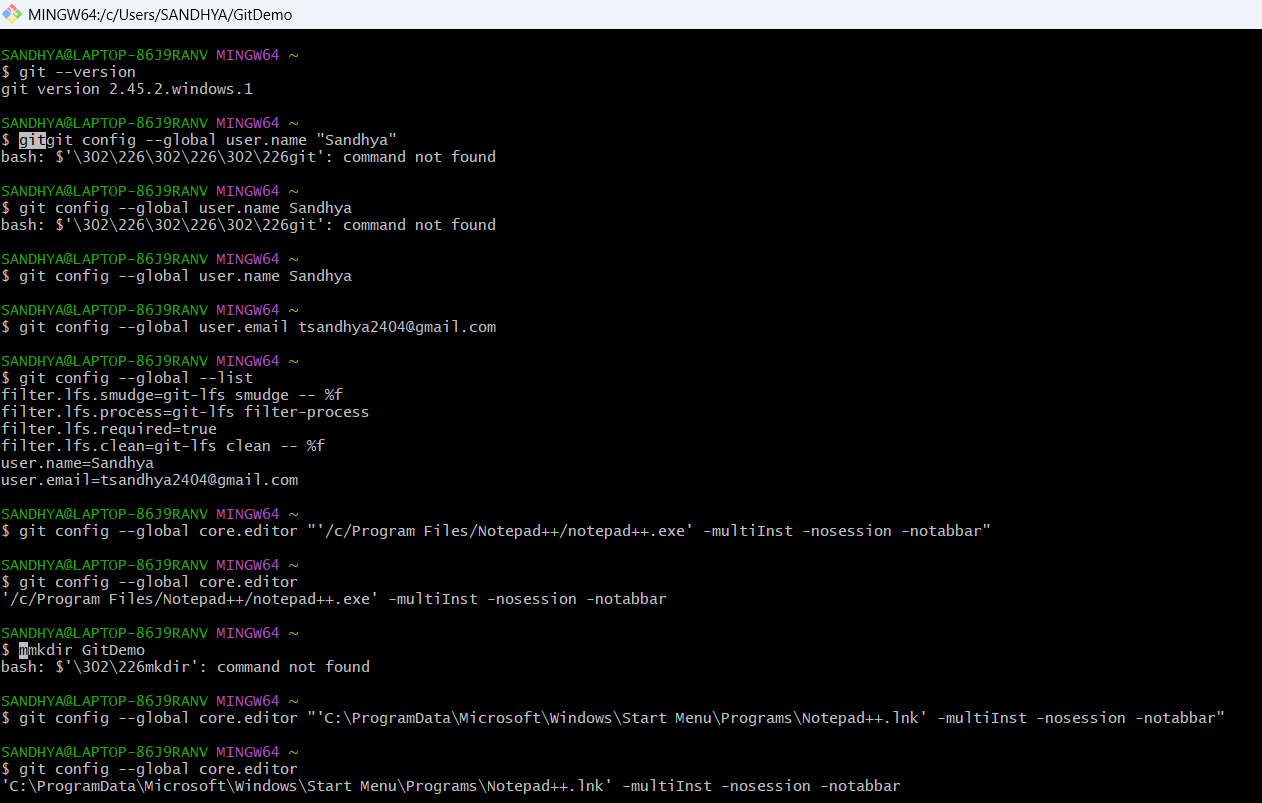 MINGW64:/c/Users/SANDHYA/GitDemo
SANDHYA@LAPTOP-86J9RANV MINGW64 ~
$ git --version
git version 2.45.2.windows.1
SANDHYA@LAPTOP-86J9RANV MINGW64 ~
$ gitgit config --global user.name "Sandhya"
bash: $'\302\226\302\226\302\226git': command not found
SANDHYA@LAPTOP-86J9RANV MINGW64 ~
$ git config --global user.name Sandhya
bash: $'\302\226\302\226\302\226git': command not found
SANDHYA@LAPTOP-86J9RANV MINGW64 ~
$ git config --global user.name Sandhya
SANDHYA@LAPTOP-86J9RANV MINGW64 ~
$ git config --global user.email tsandhya2404@gmail.com
SANDHYA@LAPTOP-86J9RANV MINGW64 ~
$ git config --global --list
filter.lfs.smudge=git-lfs smudge -- %f
filter.lfs.process=git-lfs filter-process
filter.lfs.required=true
filter.lfs.clean=git-lfs clean -- %f
user.name=Sandhya
user.email=tsandhya2404@gmail.com
SANDHYA@LAPTOP-86J9RANV MINGW64 ~
$ git config --global core.editor "'/c/Program Files/Notepad++/notepad++.exe' -multiInst -nosession -notabbar"
SANDHYA@LAPTOP-86J9RANV MINGW64 ~
$ git config --global core.editor
'/c/Program Files/Notepad++/notepad++.exe' -multiInst -nosession -notabbar
SANDHYA@LAPTOP-86J9RANV MINGW64 ~
$ mmkdir GitDemo
bash: $'\302\226mkdir': command not found
SANDHYA@LAPTOP-86J9RANV MINGW64 ~
$ git config --global core.editor "'C:\ProgramData\Microsoft\Windows\Start Menu\Programs\Notepad++.lnk' -multiInst -nosession -notabbar"
SANDHYA@LAPTOP-86J9RANV MINGW64 ~
$ git config --global core.editor
'C:\ProgramData\Microsoft\Windows\Start Menu\Programs\Notepad++.lnk' -multiInst -nosession -notabbar